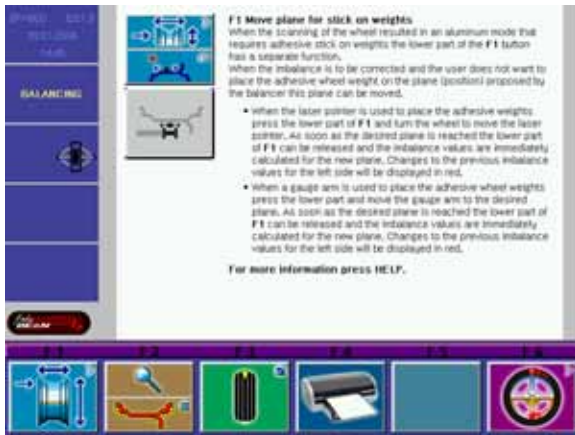 BALANCING
F1 Move plane for stick on weights
When the scanning of the wheel resulted in an aluminum mode that
requires adhesive stick on weights the lower part of the F1 button
has a separate function.
When the imbalance is to be corrected and the user does not want to
place the adhesive wheel weight on the plane (position) proposed by
the balancer this plane can be moved.
• When the laser pointer is used to place the adhesive weights
press the lower part of F1 and turn the wheel to move the laser
pointer. As soon as the desired plane is reached the lower part
of F1 can be released and the imbalance values are immediately
calculated for the new plane. Changes to the previous imbalance
values for the left side will be displayed in red.
• When a gauge arm is used to place the adhesive wheel weights
press the lower part and move the gauge arm to the desired
plane. As soon as the desired plane is reached the lower part of
F1 can be released and the imbalance values are immediately
calculated for the new plane. Changes to the previous imbalance
values for the left side will be displayed in red.
For more information press HELP.
BEAM
F-1 F-2 F-3 F-4 F-5 F-6